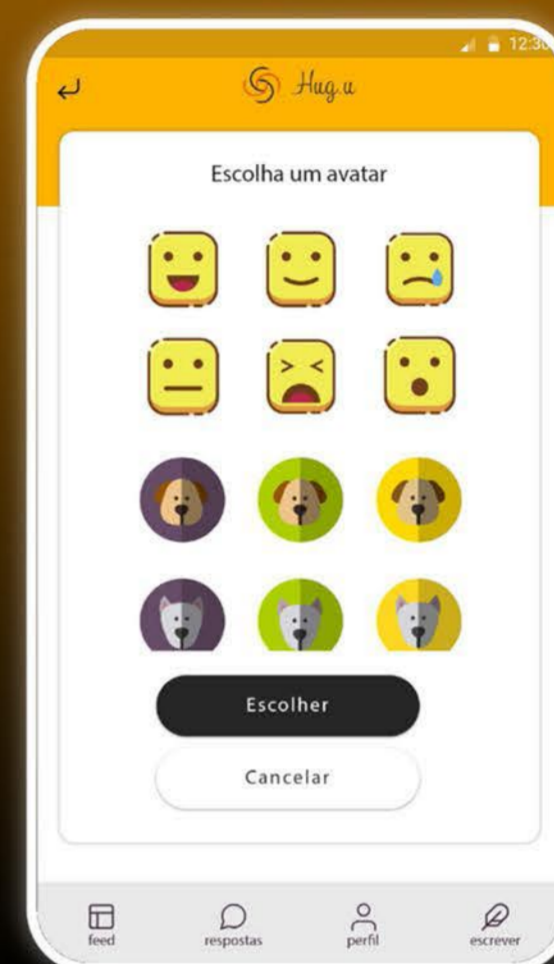 12:30
Hug.u
Escolha um avatar
Escolher
Cancelar
feed
respostas
perfil
escrever